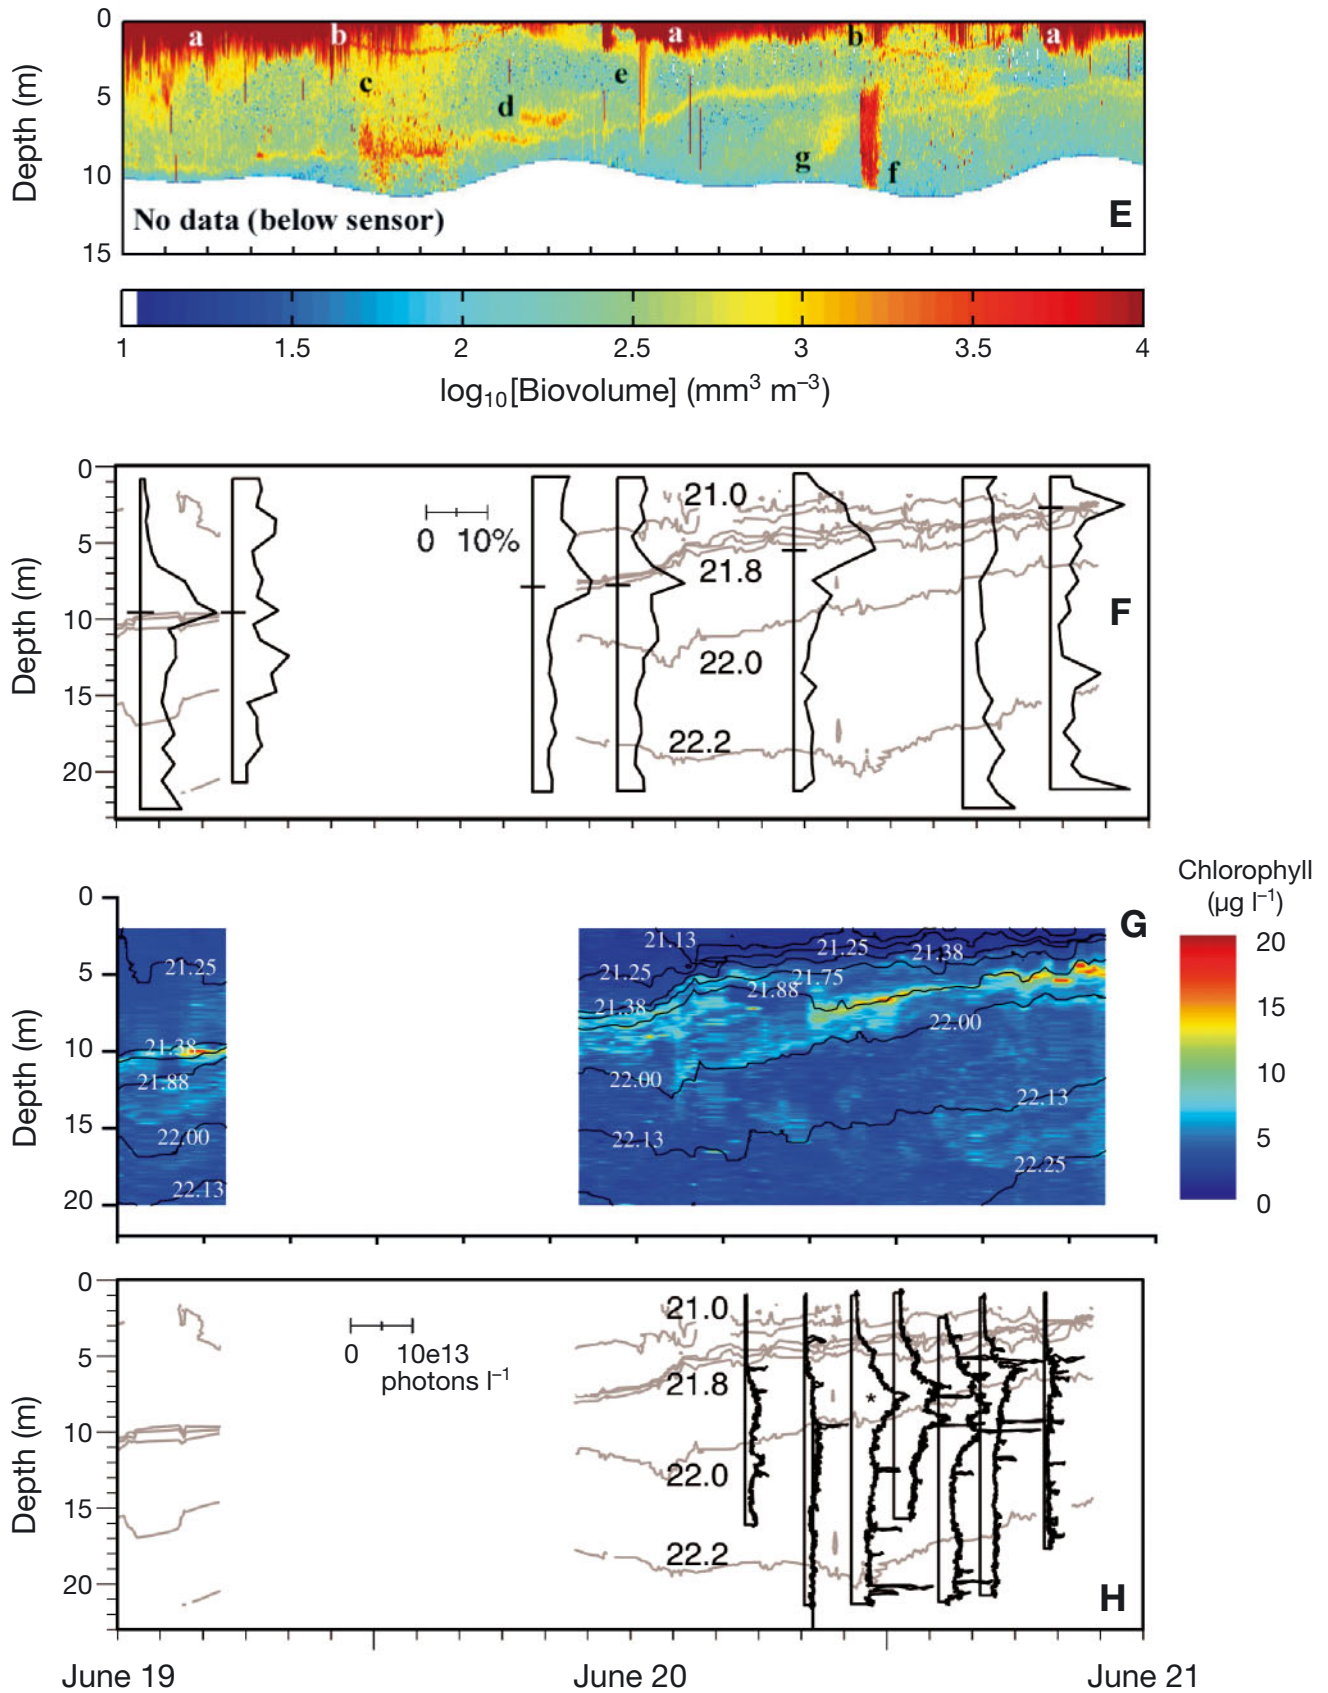 0
5
10
15
Depth (m)
a
b
c
d
e
a
b
a
g
f
No data (below sensor)
E
1
1.5
2
2.5
3
3.5
4
log10[Biovolume] (mm³ m⁻³)
0
5
10
15
20
Depth (m)
0 10%
21.0
21.8
22.0
22.2
F
0
5
10
15
20
Depth (m)
21.25
21.38
21.88
22.00
22.13
21.13
21.25
21.38
21.25
21.38
21.75
21.88
22.00
22.00
22.13
22.13
22.25
G
Chlorophyll
(µg l⁻¹)
20
15
10
5
0
0
5
10
15
20
Depth (m)
0 10e13
photons l⁻¹
21.0
21.8
22.0
22.2
*
H
June 19 June 20 June 21